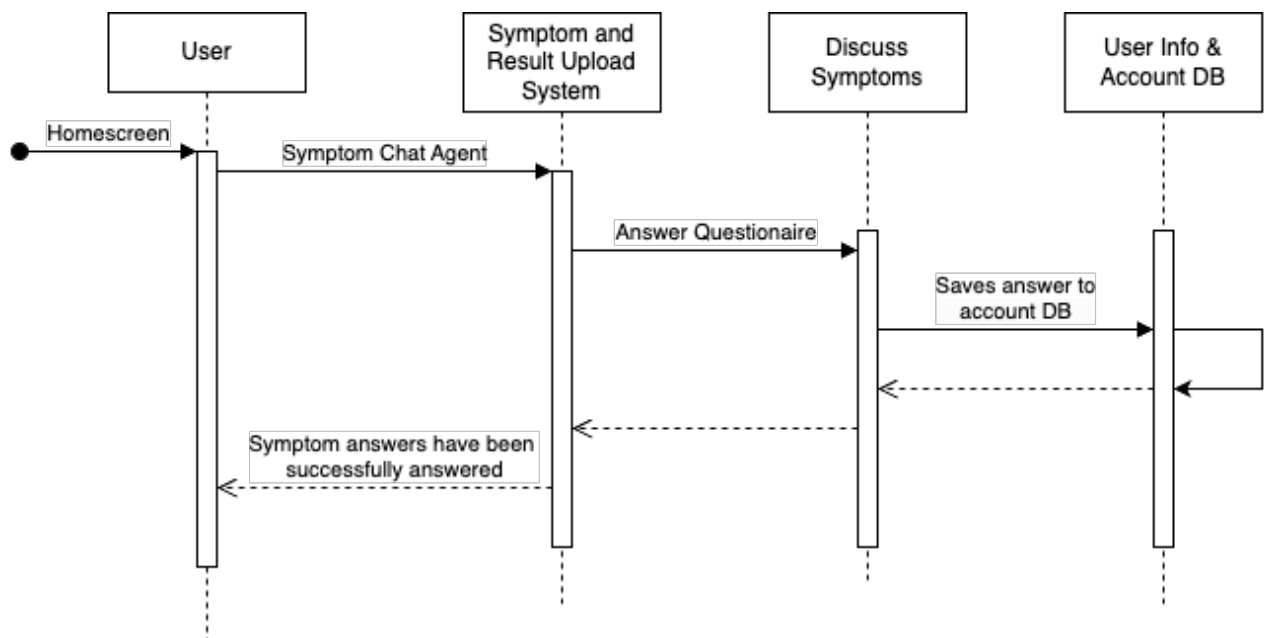 User
Symptom and
Result Upload
System
Discuss
Symptoms
User Info &
Account DB
Homescreen
Symptom Chat Agent
Answer Questionaire
Saves answer to
account DB
Symptom answers have been
successfully answered